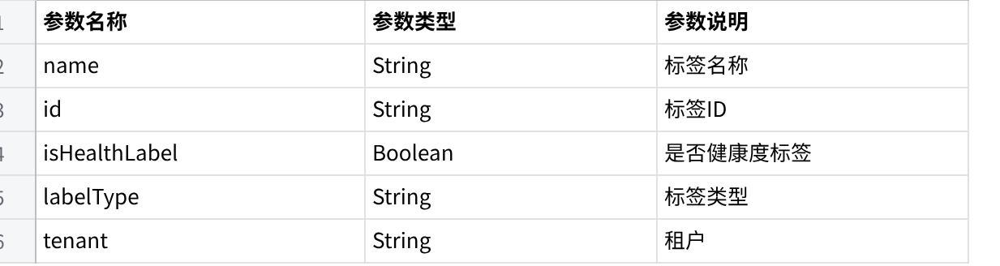 1 参数名称 参数类型 参数说明
2 name String 标签名称
3 id String 标签ID
4 isHealthLabel Boolean 是否健康度标签
5 labelType String 标签类型
6 tenant String 租户